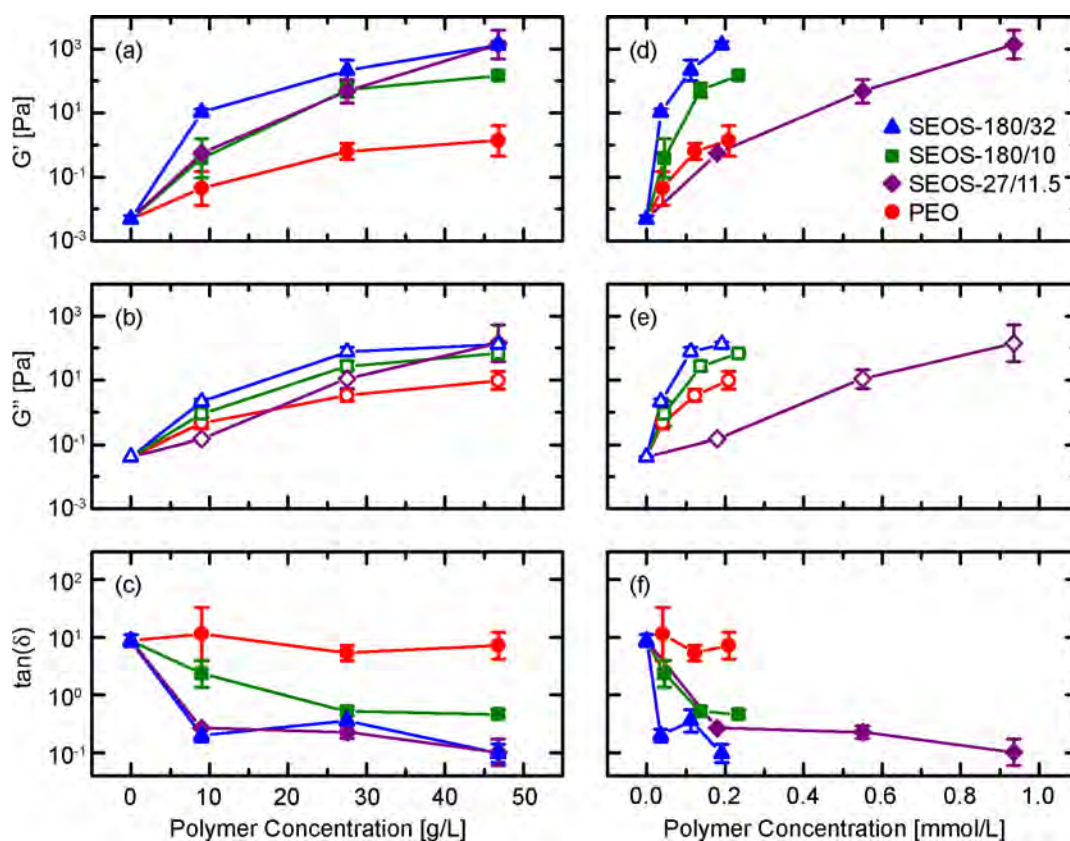 (a)
G' [Pa]
10³
10¹
10⁻¹
10⁻³
(d)
SEOS-180/32
SEOS-180/10
SEOS-27/11.5
PEO
(b)
G" [Pa]
10³
10¹
10⁻¹
10⁻³
(e)
(c)
tan(δ)
10²
10¹
10⁰
10⁻¹
0 10 20 30 40 50
Polymer Concentration [g/L]
(f)
0.0 0.2 0.4 0.6 0.8 1.0
Polymer Concentration [mmol/L]